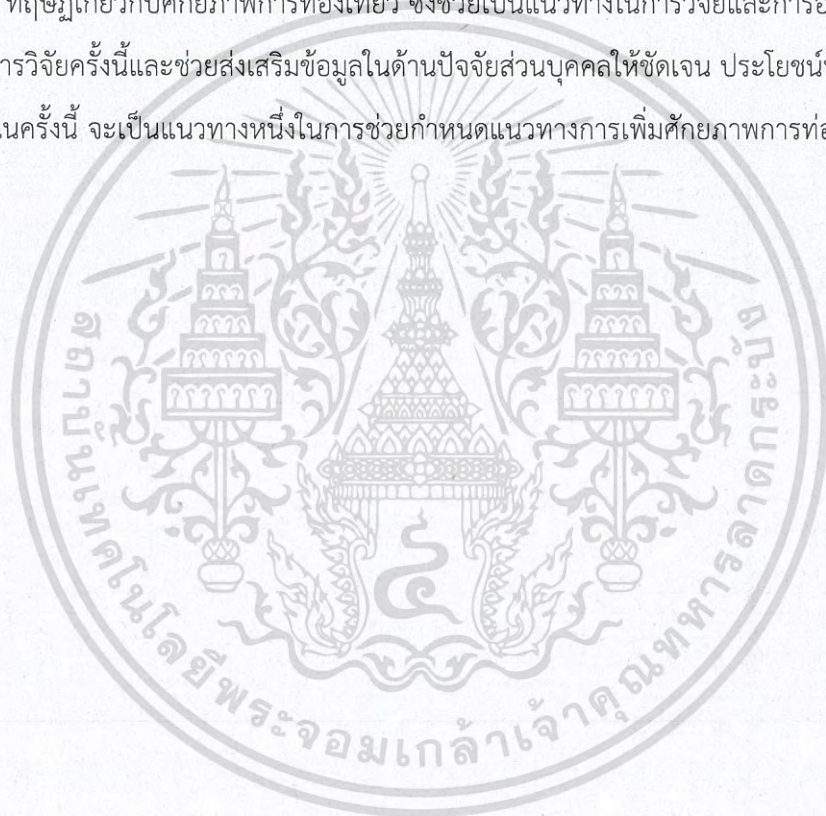 ทฤษฎีเกี่ยวกับศักยภาพการท่องเที่ยว ซึ่งช่วยเป็นแนวทางในการวิจัยและการอ
ารวิจัยครั้งนี้และช่วยส่งเสริมข้อมูลในด้านปัจจัยส่วนบุคคลให้ชัดเจน ประโยชน์
นครั้งนี้ จะเป็นแนวทางหนึ่งในการช่วยกำหนดแนวทางการเพิ่มศักยภาพการท่อ
สถาบันเทคโนโลยีพระจอมเกล้าเจ้าคุณทหารลาดกระบัง